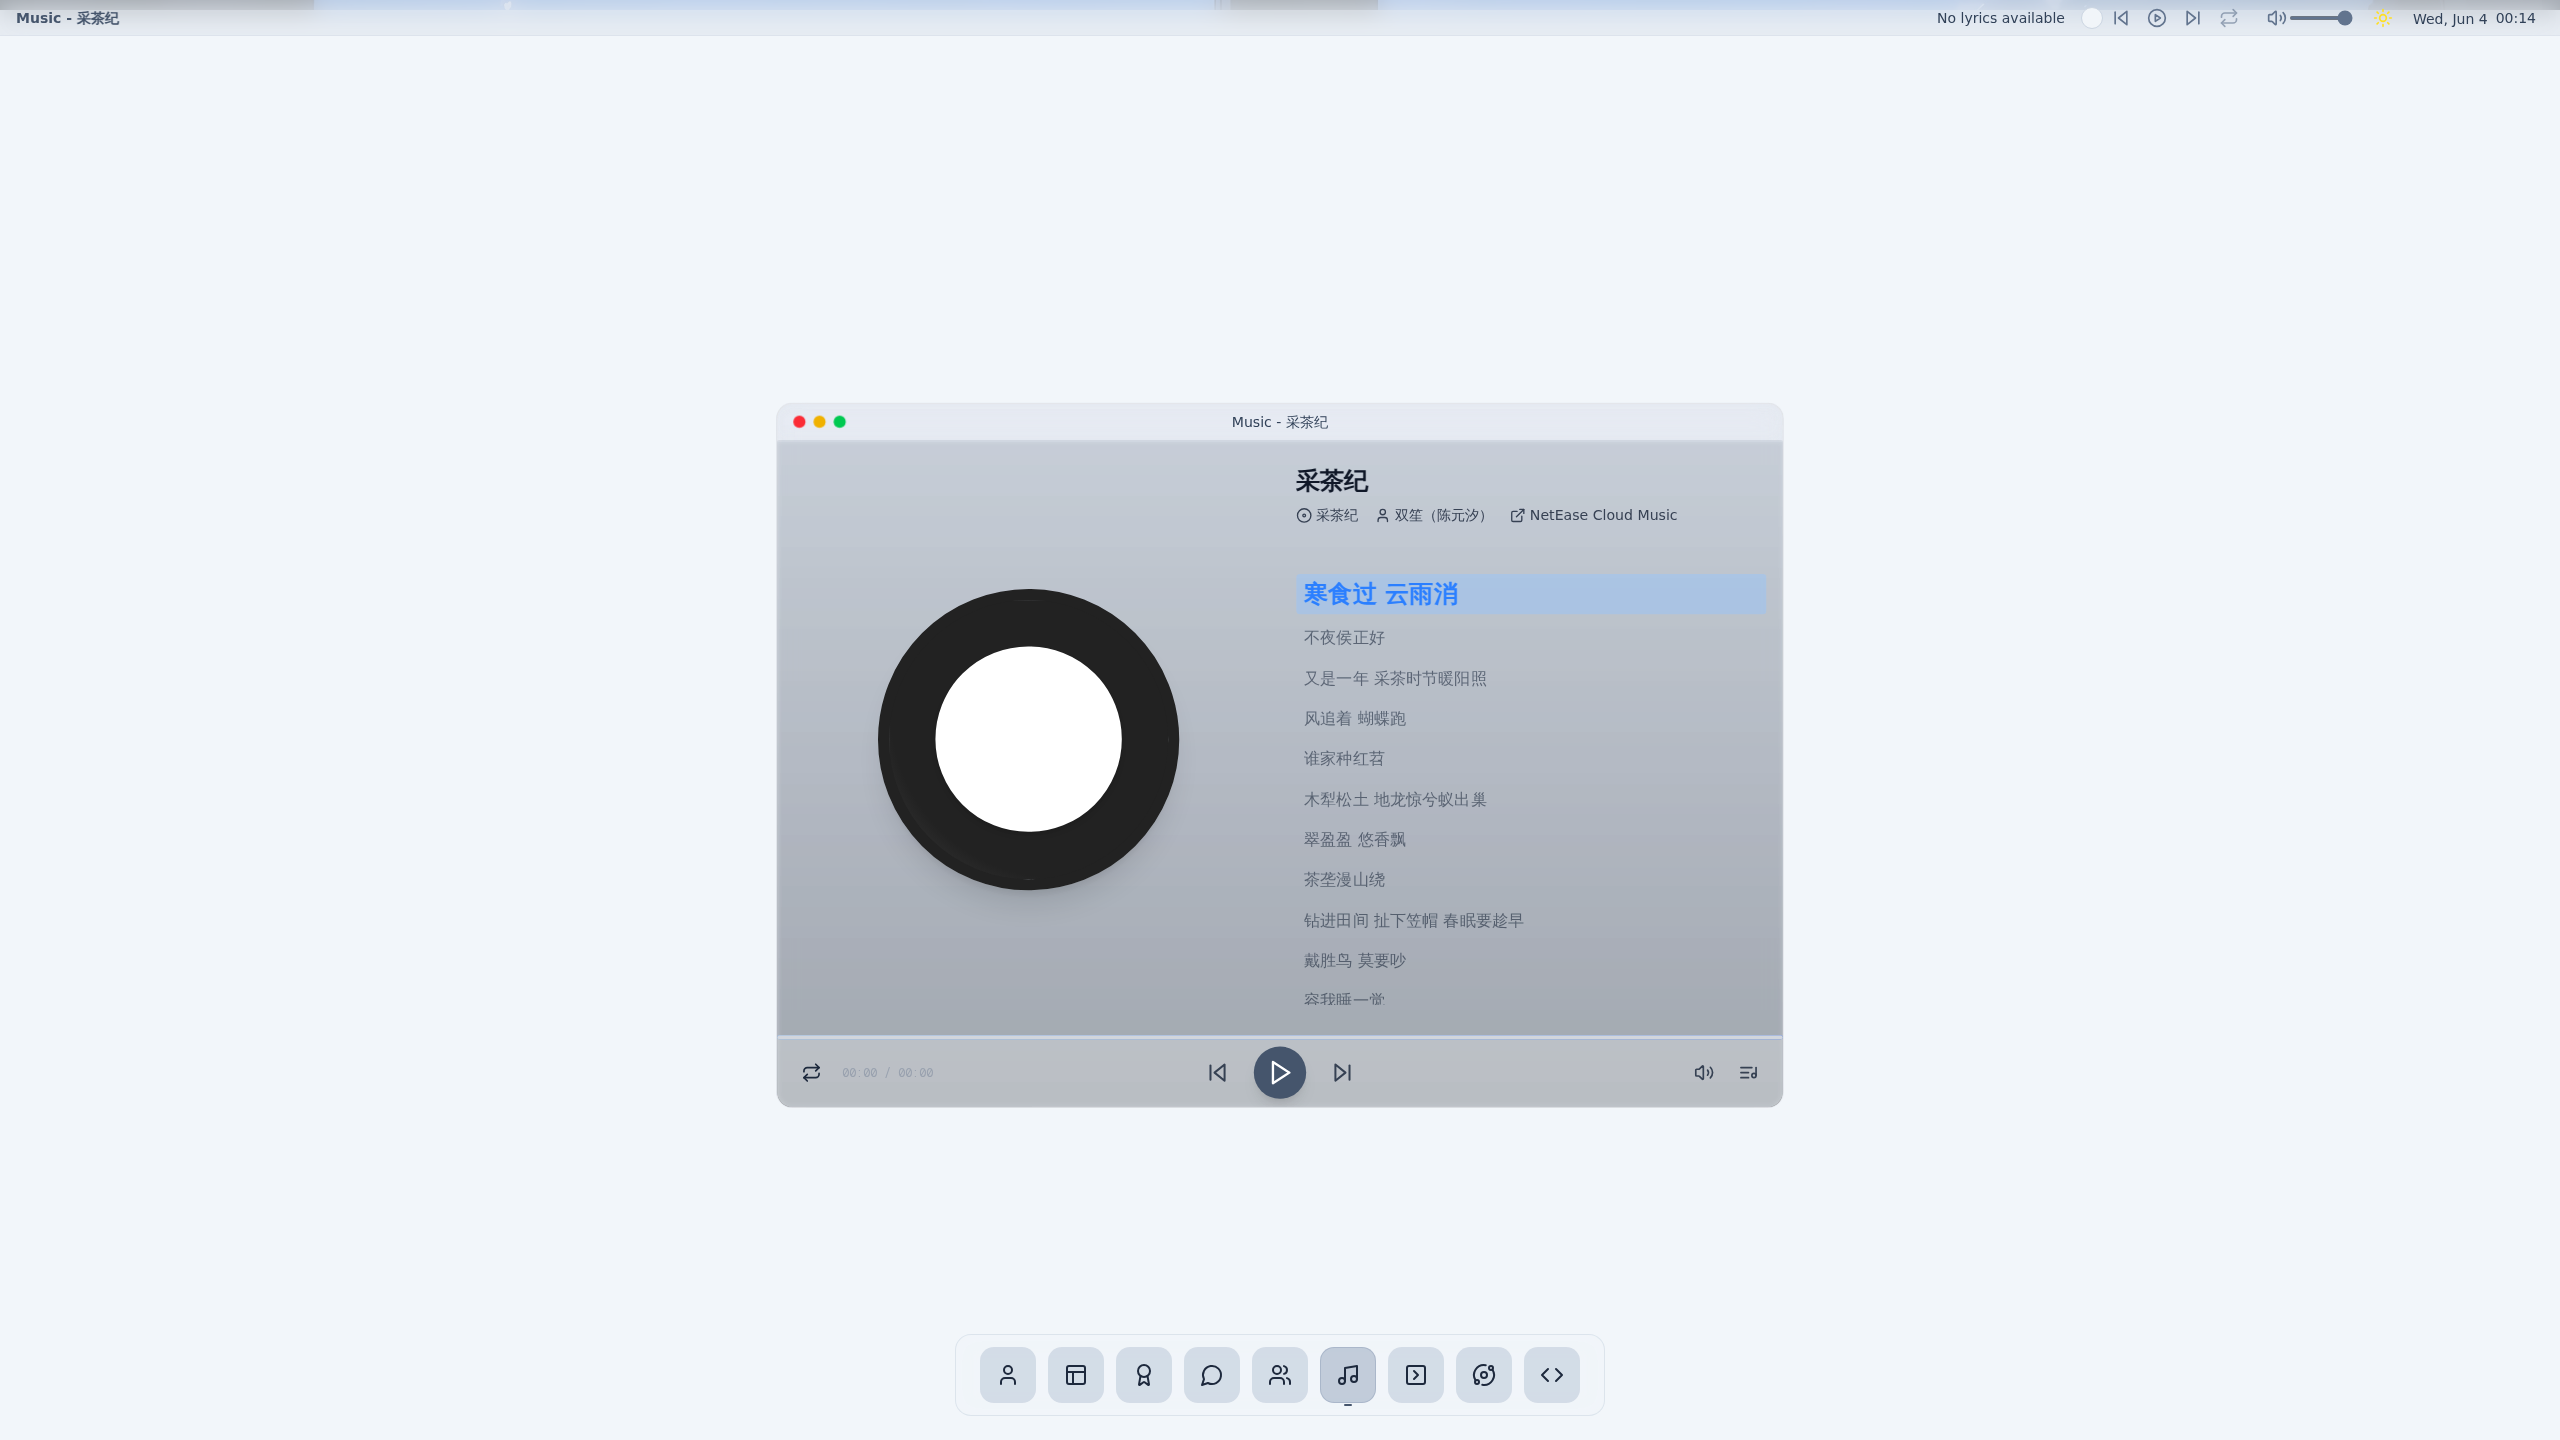 Music - 采茶纪
No lyrics available
Wed, Jun 4 00:14
Music - 采茶纪
采茶纪
采茶纪 双笙（陈元汐） NetEase Cloud Music
寒食过 云雨消
不夜侯正好
又是一年 采茶时节暖阳照
风追着 蝴蝶跑
谁家种红苕
木犁松土 地龙惊兮蚁出巢
翠盈盈 悠香飘
茶垄漫山绕
钻进田间 扯下笠帽 春眠要趁早
戴胜鸟 莫要吵
容我睡一觉
00:00 / 00:00